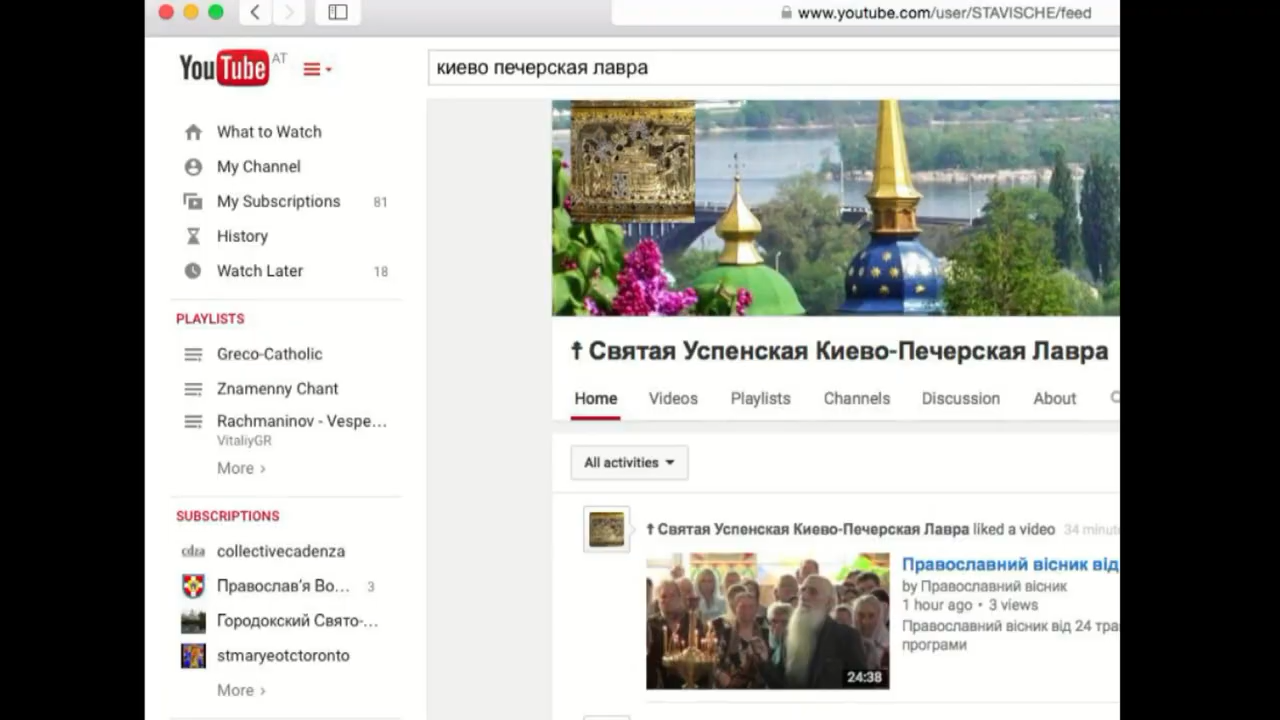 www.youtube.com/user/STAVISCHE/feed
YouTube AT
киево печерская лавра
What to Watch
My Channel
My Subscriptions 81
History
Watch Later 18
PLAYLISTS
Greco-Catholic
Znamenny Chant
Rachmaninov - Vespe...
VitaliyGR
More ›
SUBSCRIPTIONS
cdza collectivecadenza
Православ'я Во... 3
Городокский Свято-...
stmaryeotctoronto
More ›
☨ Святая Успенская Киево-Печерская Лавра
Home Videos Playlists Channels Discussion About
All activities
☨ Святая Успенская Киево-Печерская Лавра liked a video 34
Православний вісник від
by Православний вісник
1 hour ago • 3 views
Православний вісник від 24
програми
24:38